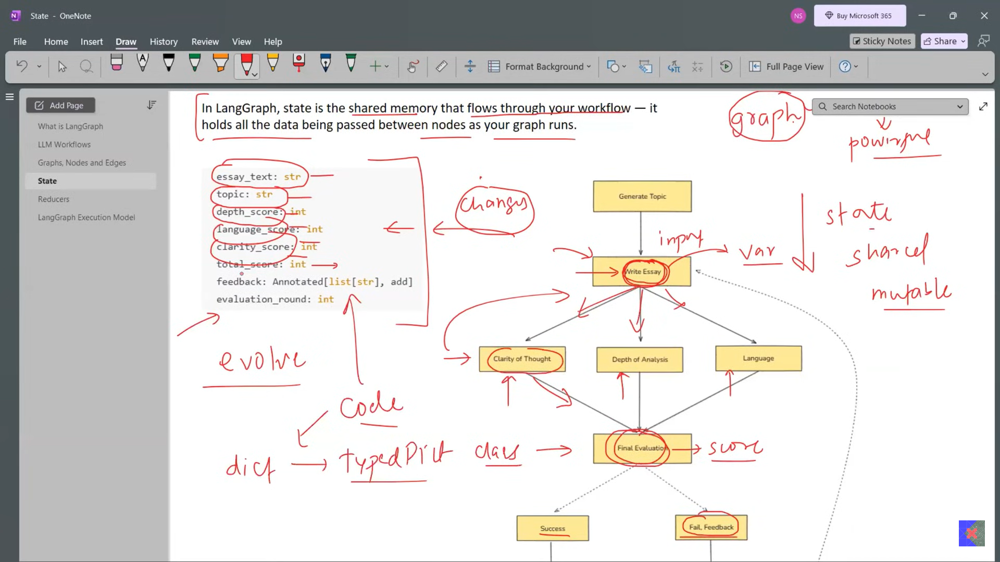 State - OneNote
NS
Buy Microsoft 365
File
Home
Insert
Draw
History
Review
View
Help
Sticky Notes
Share
Format Background
Full Page View
Add Page
What is LangGraph
LLM Workflows
Graphs, Nodes and Edges
State
Reducers
LangGraph Execution Model
Search Notebooks
In LangGraph, state is the shared memory that flows through your workflow — it
holds all the data being passed between nodes as your graph runs.
graph
powerful
essay_text: str
topic: str
depth_score: int
language_score: int
clarity_score: int
total_score: int
feedback: Annotated[list[str], add]
evaluation_round: int
changes
Generate Topic
input
Write Essay
var
state
shared
mutable
Clarity of Thought
Depth of Analysis
Language
evolve
code
dict
typedDict class
Final Evaluation
score
Success
Fail, Feedback